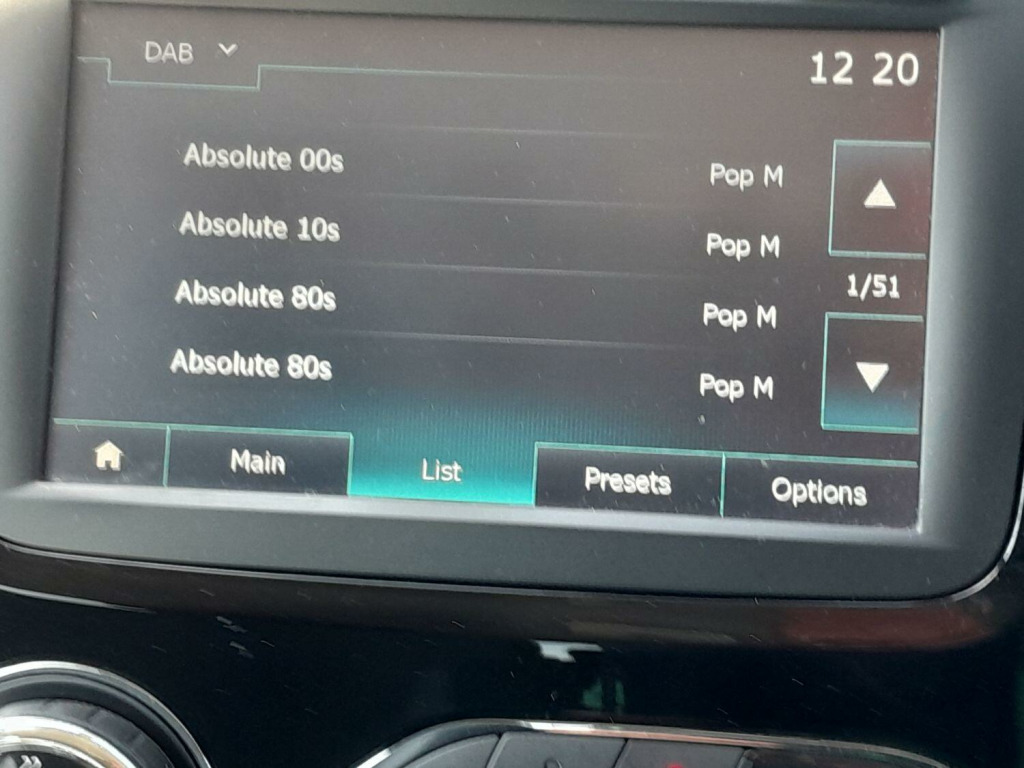 DAB
12 20
Absolute 00s Pop M
Absolute 10s Pop M
Absolute 80s Pop M
Absolute 80s Pop M
1/51
Main List Presets Options